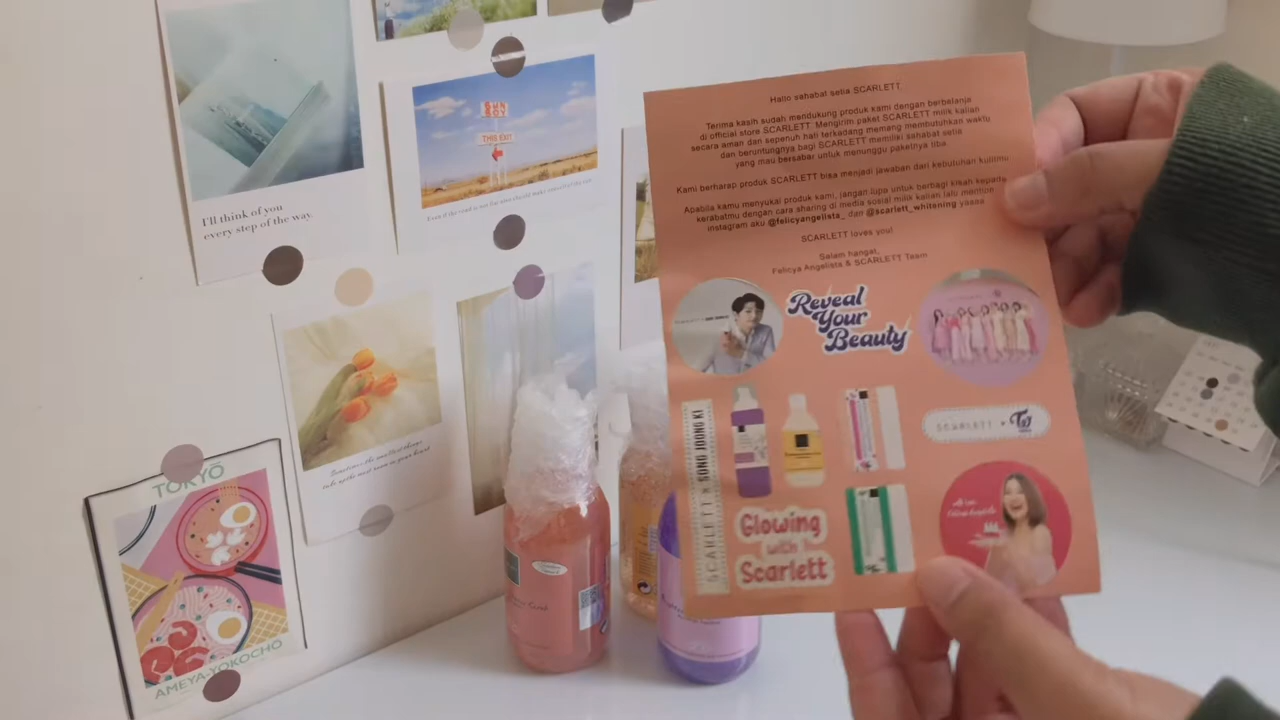 Hallo sahabat setia SCARLETT,
Terima kasih sudah mendukung produk kami dengan berbelanja
di official store SCARLETT. Mengirim paket SCARLETT milik kalian
secara aman dan sepenuh hati terkadang memang membutuhkan waktu
dan beruntungnya bagi SCARLETT memiliki sahabat setia
yang mau bersabar untuk menunggu paketnya tiba.
Kami berharap produk SCARLETT bisa menjadi jawaban dari kebutuhan kulitmu
Apabila kamu menyukai produk kami, jangan lupa untuk berbagi kisah kepada
kerabatmu dengan cara sharing di media sosial milik kalian lalu mention
instagram aku @felicyangelista_ dan @scarlett_whitening yaaaa
SCARLETT loves you!
Salam hangat,
Felicya Angelista & SCARLETT Team
Reveal
Your
Beauty
SCARLETT x SONG JOONG KI
SCARLETT
Glowing
with
Scarlett
THIS EXIT
I'll think of you
every step of the way.
TOKYO
AMEYA-YOKOCHO